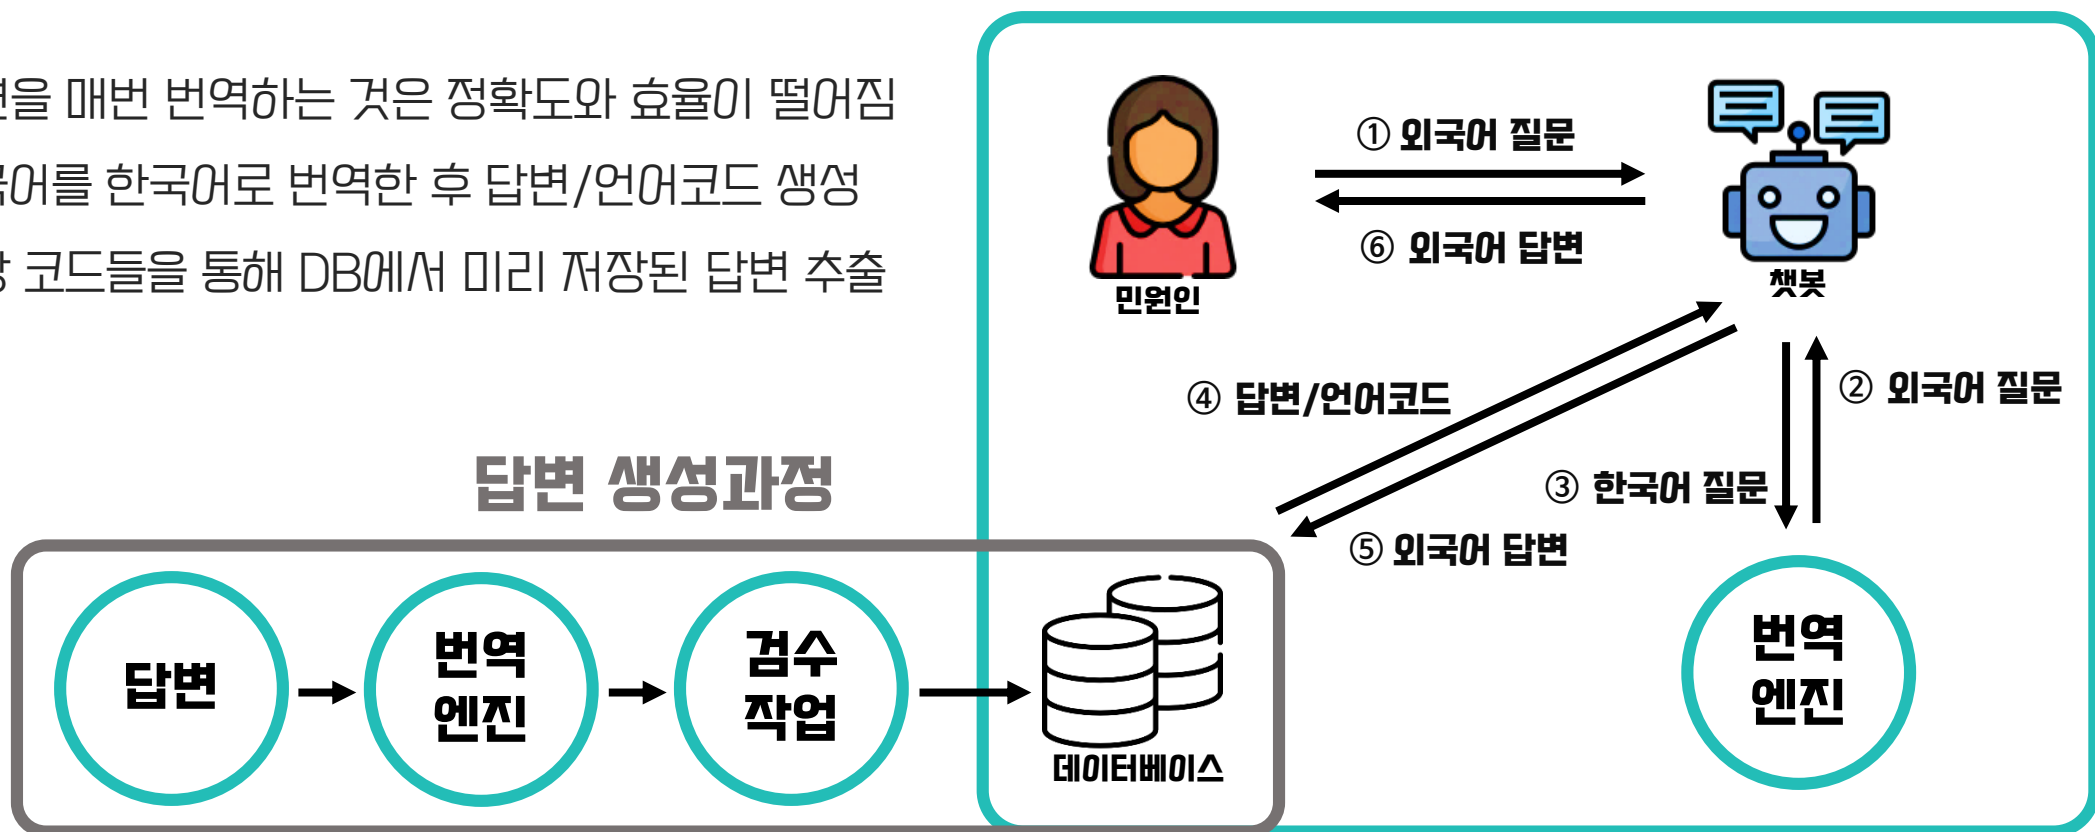 을 매번 번역하는 것은 정확도와 효율이 떨어짐
어를 한국어로 번역한 후 답변/언어코드 생성
코드들을 통해 DB에서 미리 저장된 답변 추출
① 외국어 질문
⑥ 외국어 답변
민원인
챗봇
④ 답변/언어코드
② 외국어 질문
③ 한국어 질문
⑤ 외국어 답변
답변 생성과정
답변
번역
엔진
검수
작업
데이터베이스
번역
엔진